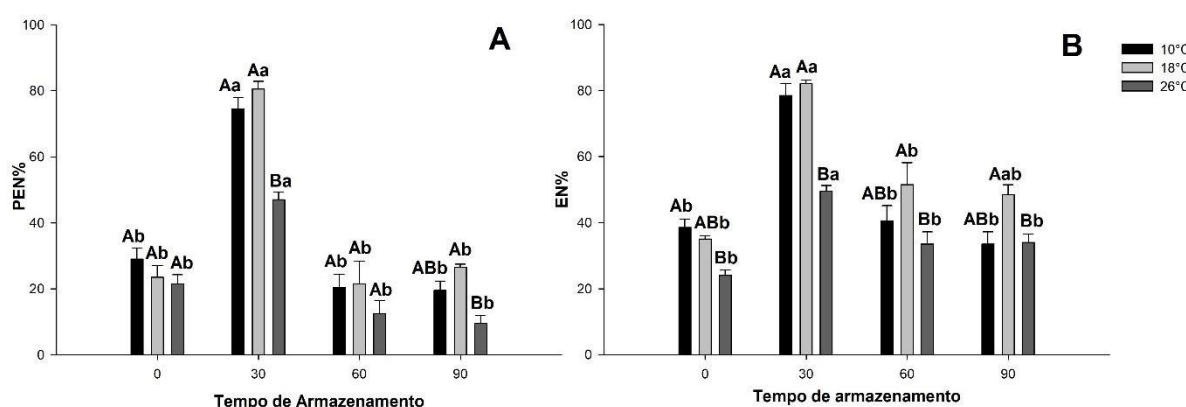 A
100
80
60
40
20
0
PEN%
Ab
Ab
Ab
Aa
Aa
Ba
Ab
Ab
Ab
ABb
Ab
Bb
0 30 60 90
Tempo de Armazenamento
B
100
80
60
40
20
0
EN%
Ab
ABb
Bb
Aa
Aa
Ba
ABb
Ab
Bb
ABb
Aab
Bb
0 30 60 90
Tempo de armazenamento
10°C
18°C
26°C